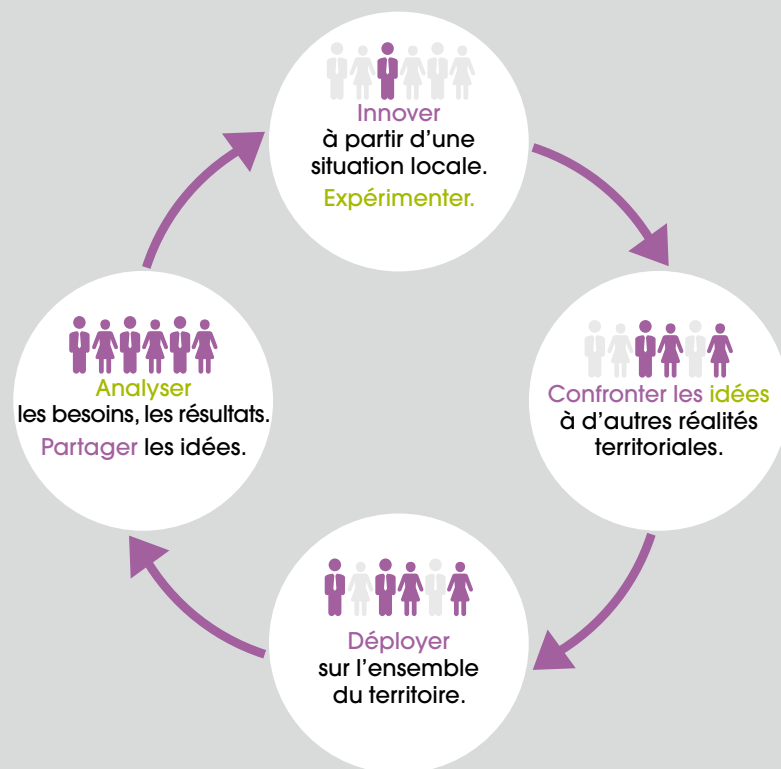 Innover
à partir d’une
situation locale.
Expérimenter.
Confronter les idées
à d’autres réalités
territoriales.
Déployer
sur l’ensemble
du territoire.
Analyser
les besoins, les résultats.
Partager les idées.